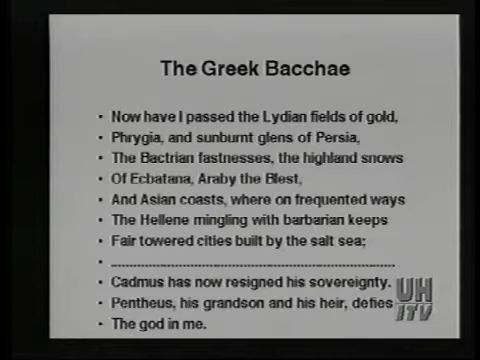 The Greek Bacchae
• Now have I passed the Lydian fields of gold,
• Phrygia, and sunburnt glens of Persia,
• The Bactrian fastnesses, the highland snows
• Of Ecbatana, Araby the Blest,
• And Asian coasts, where on frequented ways
• The Hellene mingling with barbarian keeps
• Fair towered cities built by the salt sea;
• ........................................................................
• Cadmus has now resigned his sovereignty.
• Pentheus, his grandson and his heir, defies
• The god in me.
UH
ITV